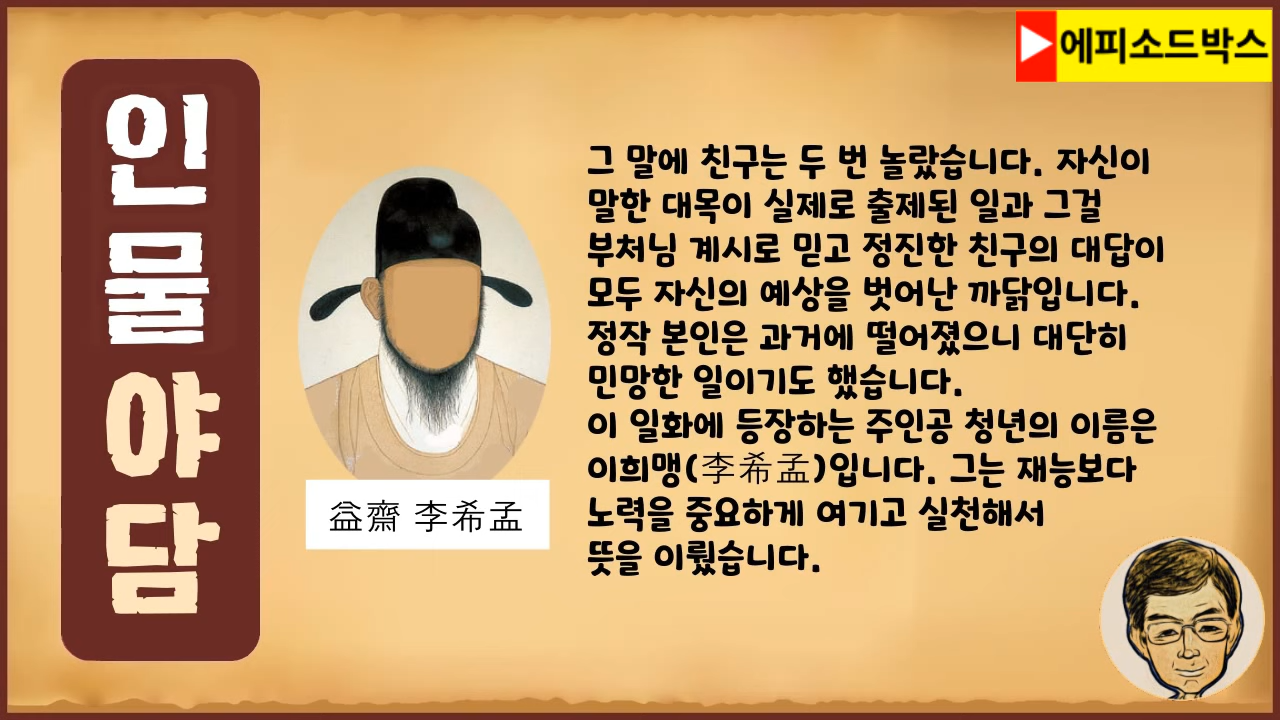 에피소드박스
인물야담
그 말에 친구는 두 번 놀랐습니다. 자신이
말한 대목이 실제로 출제된 일과 그걸
부처님 계시로 믿고 정진한 친구의 대답이
모두 자신의 예상을 벗어난 까닭입니다.
정작 본인은 과거에 떨어졌으니 대단히
민망한 일이기도 했습니다.
이 일화에 등장하는 주인공 청년의 이름은
이희맹(李希孟)입니다. 그는 재능보다
노력을 중요하게 여기고 실천해서
뜻을 이뤘습니다.
益齋 李希孟